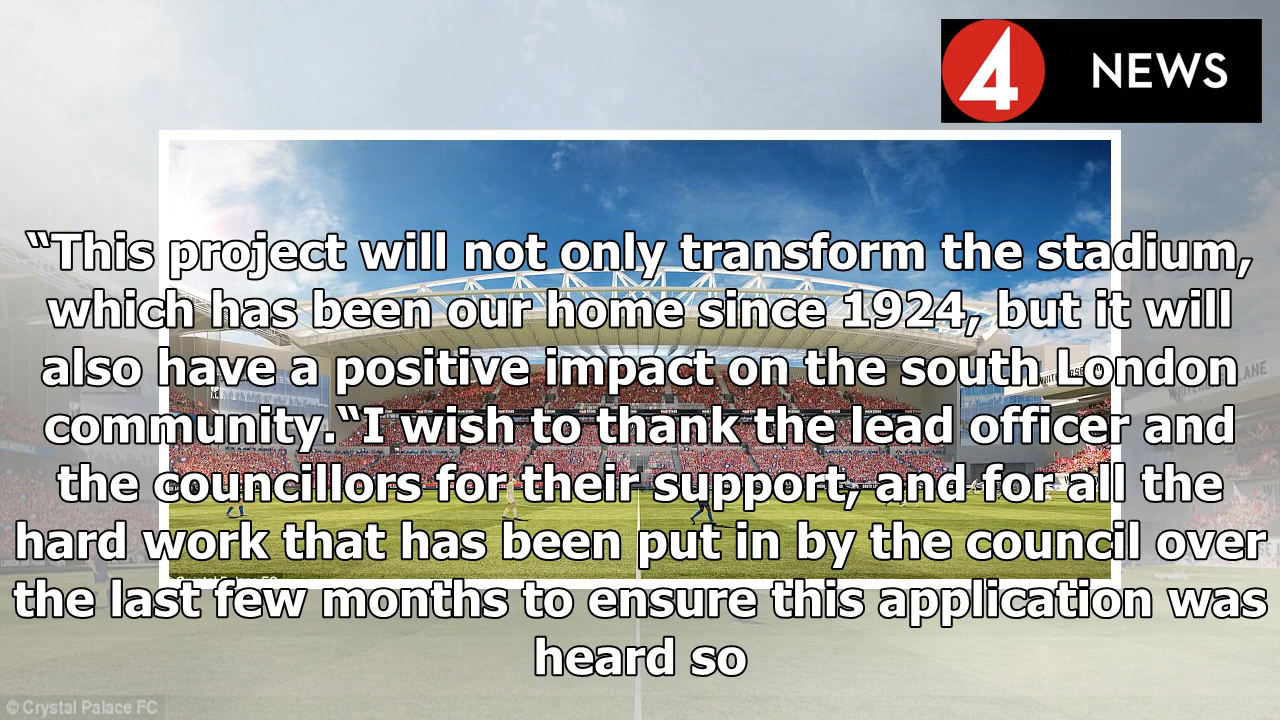 4 NEWS
“This project will not only transform the stadium,
which has been our home since 1924, but it will
also have a positive impact on the south London
community.“I wish to thank the lead officer and
the councillors for their support, and for all the
hard work that has been put in by the council over
the last few months to ensure this application was
heard so
© Crystal Palace FC